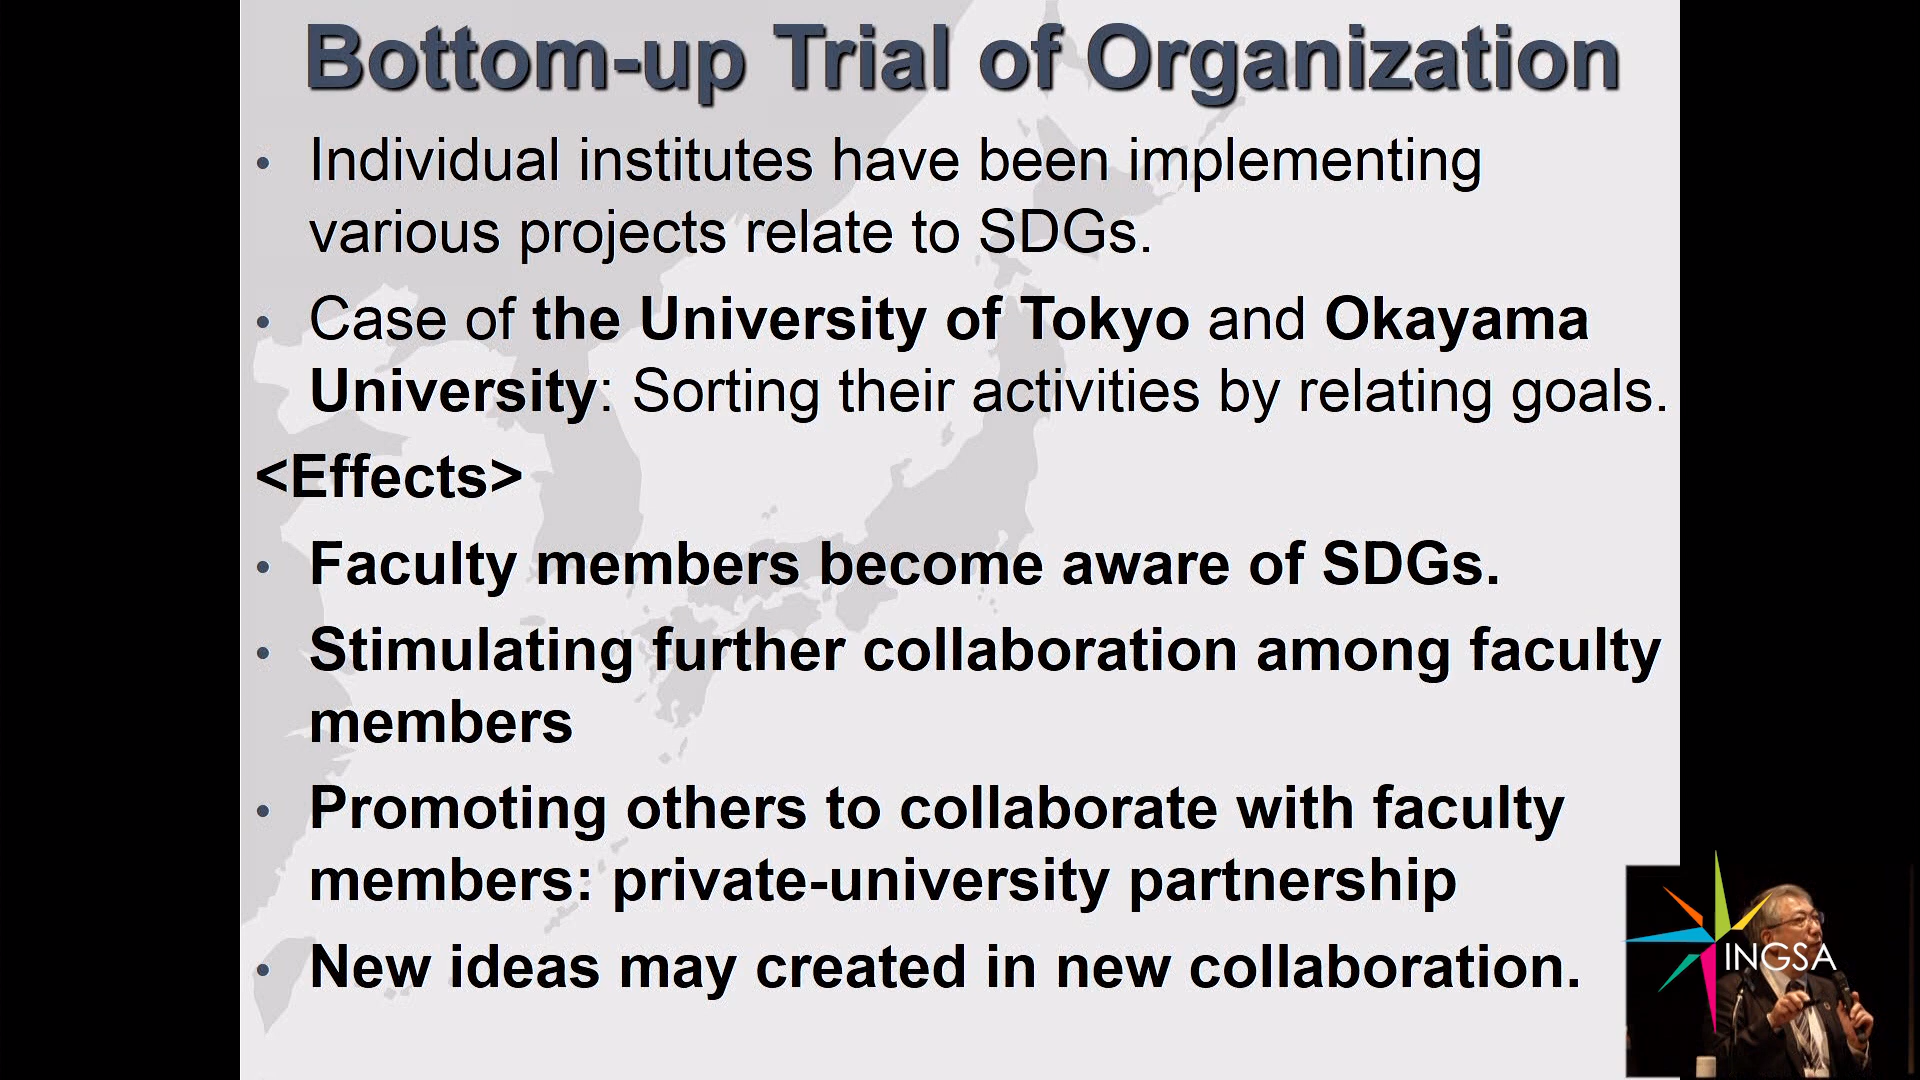 Bottom-up Trial of Organization
• Individual institutes have been implementing
various projects relate to SDGs.
• Case of the University of Tokyo and Okayama
University: Sorting their activities by relating goals.
<Effects>
• Faculty members become aware of SDGs.
• Stimulating further collaboration among faculty
members
• Promoting others to collaborate with faculty
members: private-university partnership
• New ideas may created in new collaboration.
INGSA